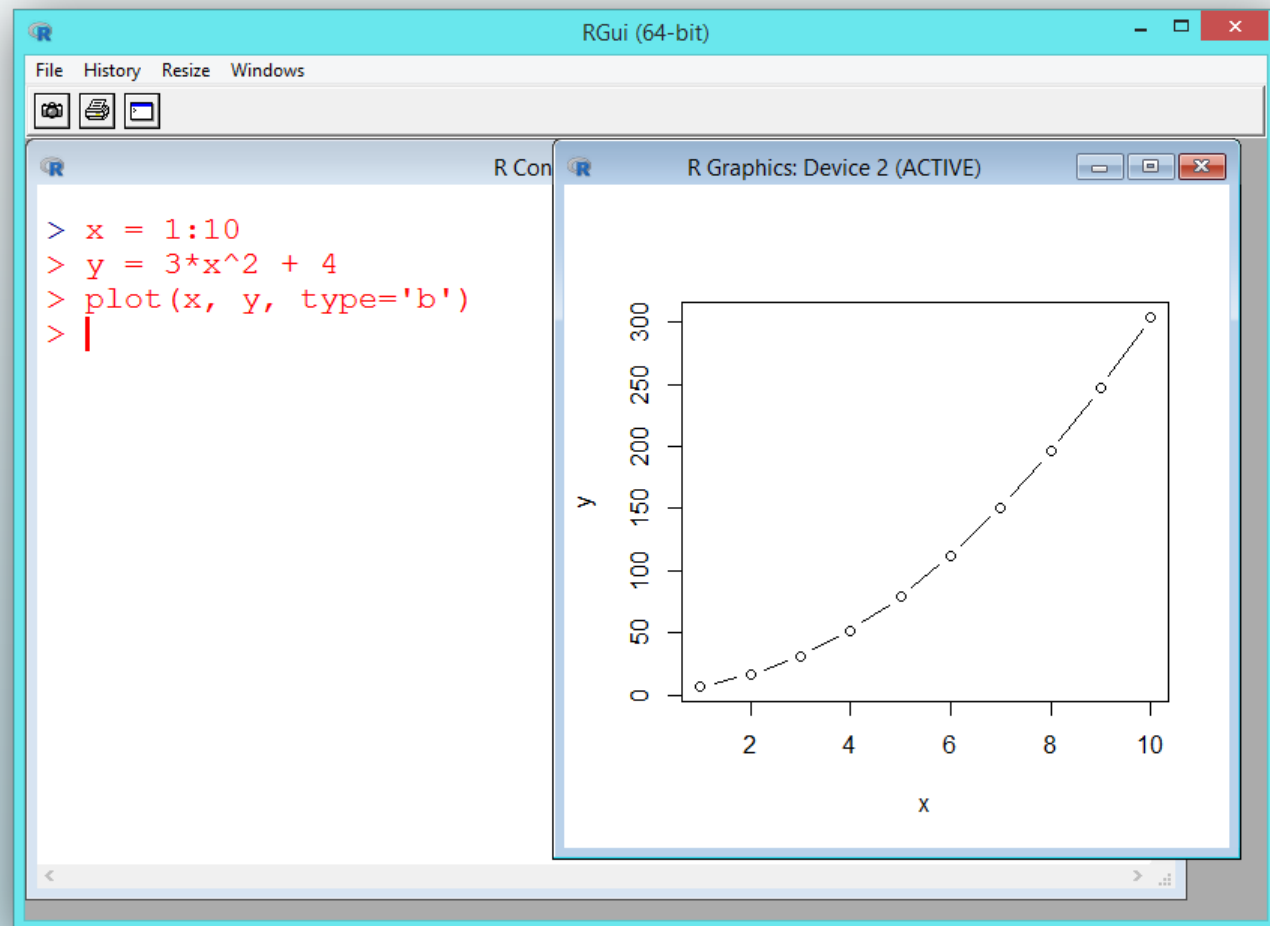 RGui (64-bit)
File History Resize Windows
R Con
> x = 1:10
> y = 3*x^2 + 4
> plot(x, y, type='b')
>
R Graphics: Device 2 (ACTIVE)
300
250
200
150
100
50
0
y
2 4 6 8 10
x